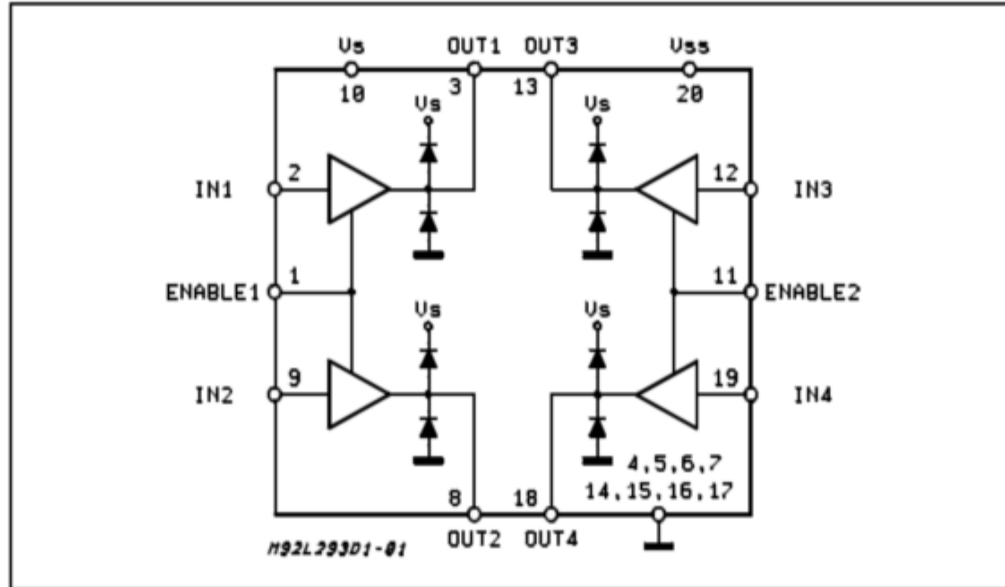 Vs OUT1 OUT3 Vss
10 3 13 20
Vs Vs
IN1 2 12 IN3
ENABLE1 1 11 ENABLE2
Vs Vs
IN2 9 19 IN4
4,5,6,7
8 18 14,15,16,17
OUT2 OUT4
M92L293D1-01